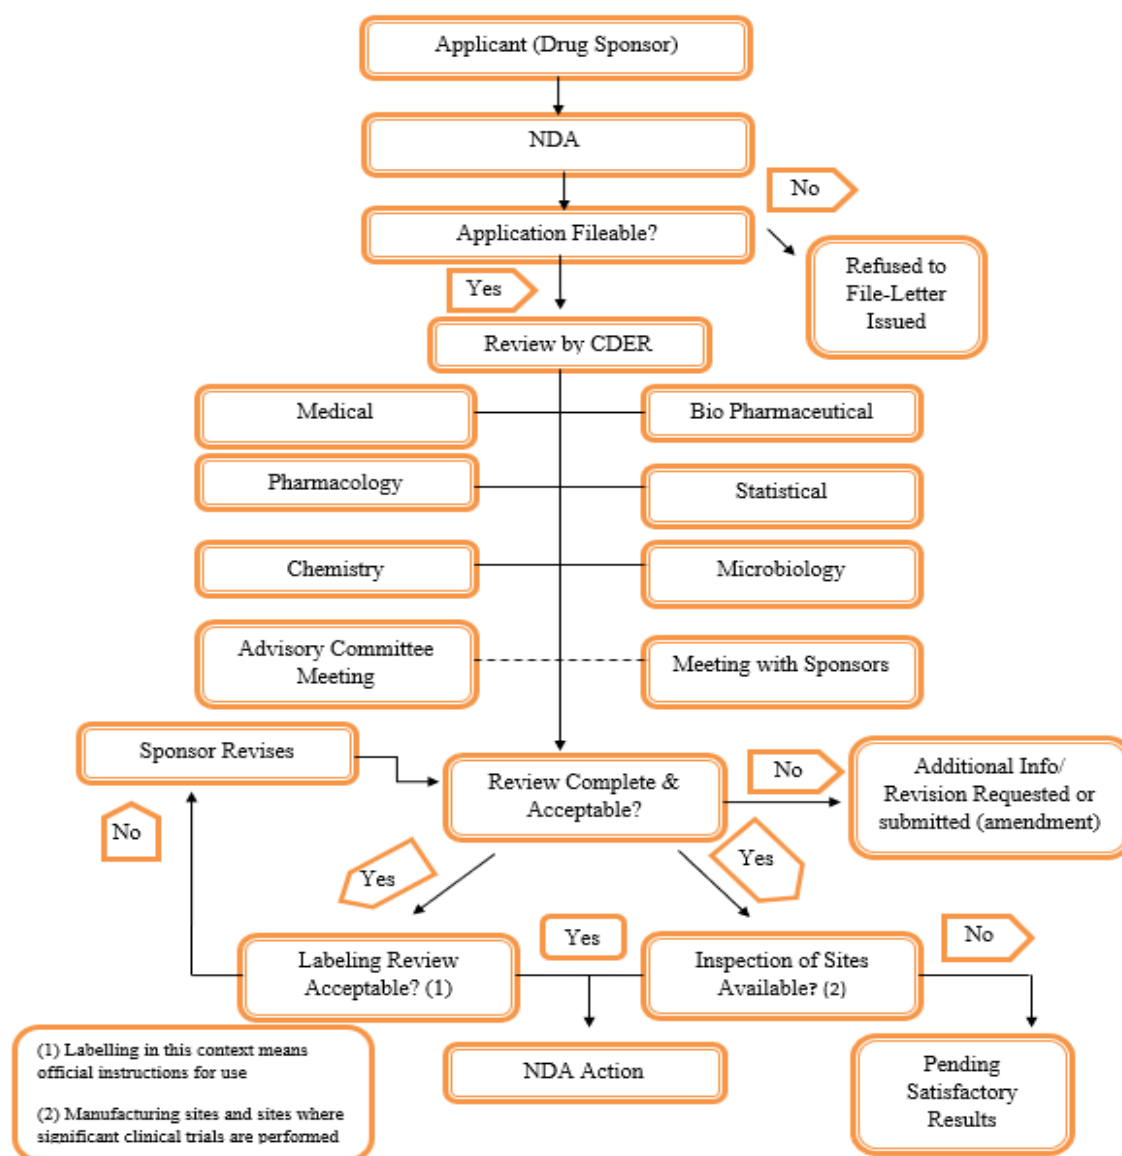 Applicant (Drug Sponsor)
NDA
No
Application Fileable?
Refused to
File-Letter
Issued
Yes
Review by CDER
Medical
Bio Pharmaceutical
Pharmacology
Statistical
Chemistry
Microbiology
Advisory Committee
Meeting
Meeting with Sponsors
Sponsor Revises
Review Complete &
Acceptable?
No
Additional Info/
Revision Requested or
submitted (amendment)
No
Yes
Yes
Labeling Review
Acceptable? (1)
Yes
Inspection of Sites
Available? (2)
No
(1) Labelling in this context means
official instructions for use
(2) Manufacturing sites and sites where
significant clinical trials are performed
NDA Action
Pending
Satisfactory
Results